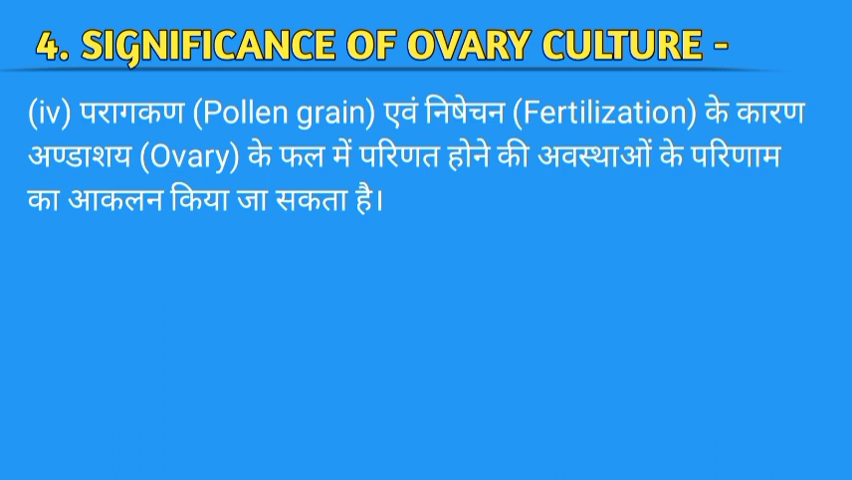 4. SIGNIFICANCE OF OVARY CULTURE -
(iv) परागकण (Pollen grain) एवं निषेचन (Fertilization) के कारण
अण्डाशय (Ovary) के फल में परिणत होने की अवस्थाओं के परिणाम
का आकलन किया जा सकता है।